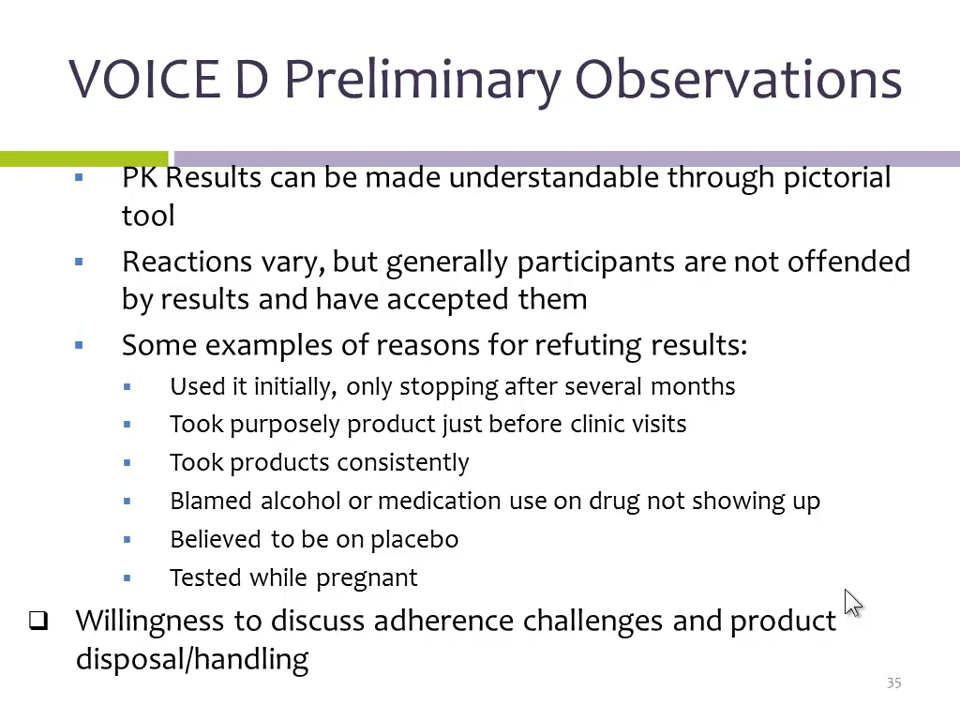 VOICE D Preliminary Observations
PK Results can be made understandable through pictorial
tool
Reactions vary, but generally participants are not offended
by results and have accepted them
Some examples of reasons for refuting results:
Used it initially, only stopping after several months
Took purposely product just before clinic visits
Took products consistently
Blamed alcohol or medication use on drug not showing up
Believed to be on placebo
Tested while pregnant
Willingness to discuss adherence challenges and product
disposal/handling
35